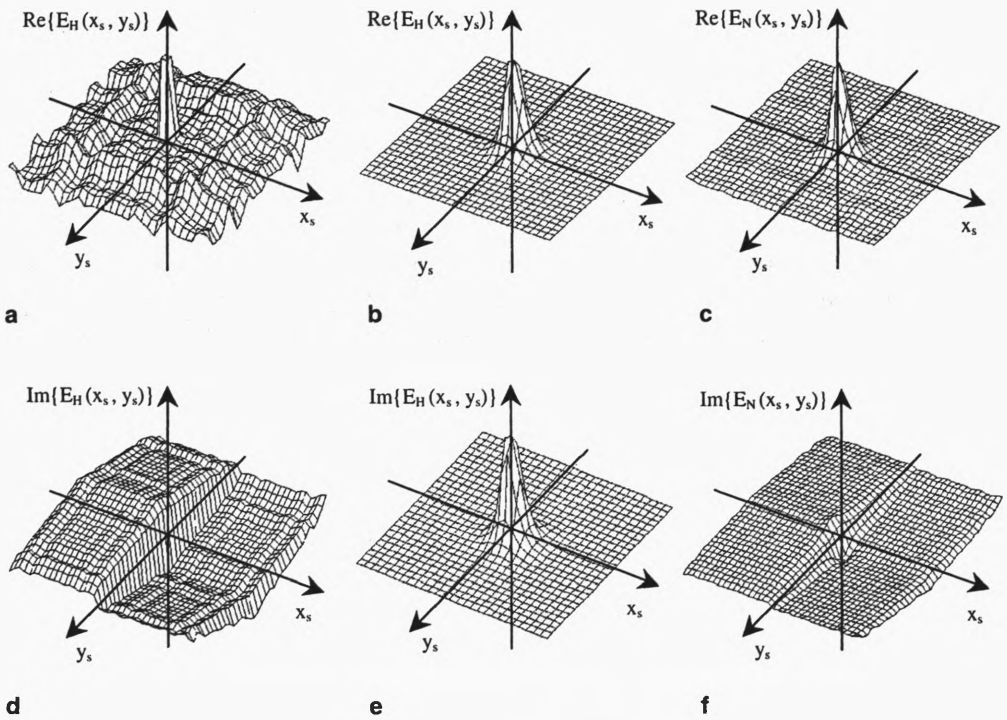 Re{E_H(x_s, y_s)}
Re{E_H(x_s, y_s)}
Re{E_N(x_s, y_s)}
x_s
x_s
x_s
y_s
y_s
y_s
a
b
c
Im{E_H(x_s, y_s)}
Im{E_H(x_s, y_s)}
Im{E_N(x_s, y_s)}
x_s
x_s
x_s
y_s
y_s
y_s
d
e
f